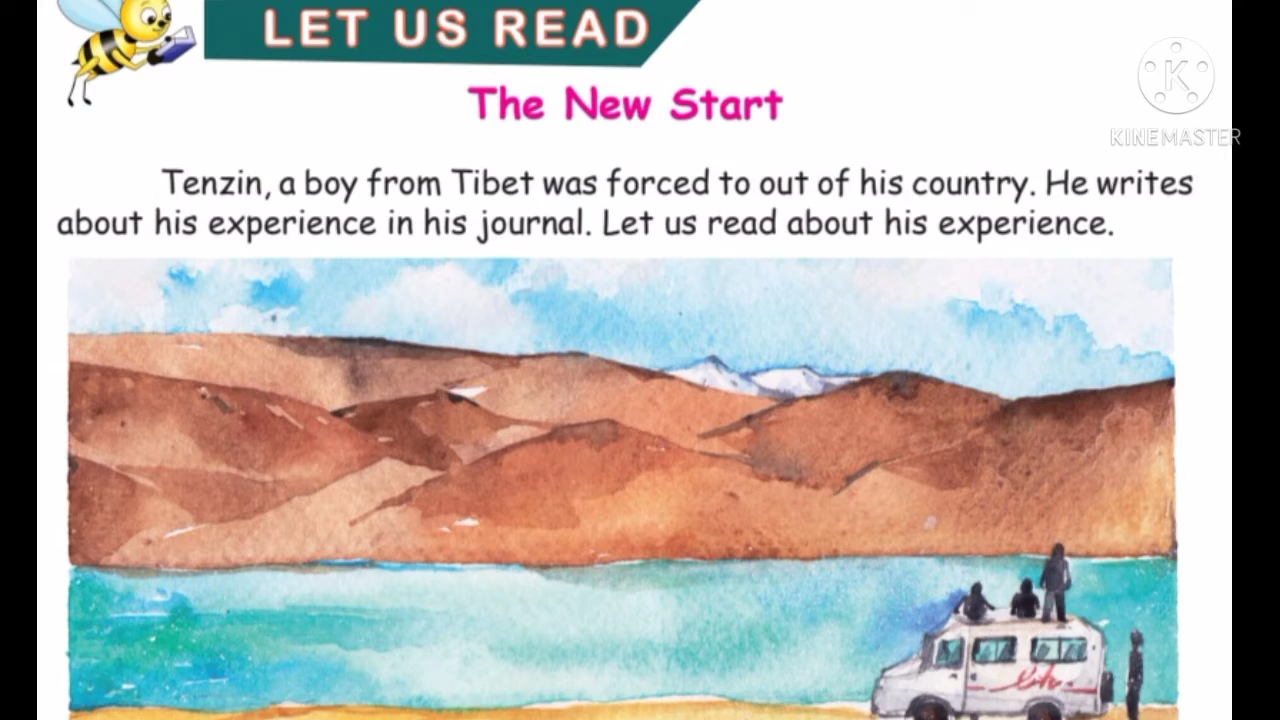 LET US READ
The New Start
K
KINEMASTER
Tenzin, a boy from Tibet was forced to out of his country. He writes
about his experience in his journal. Let us read about his experience.